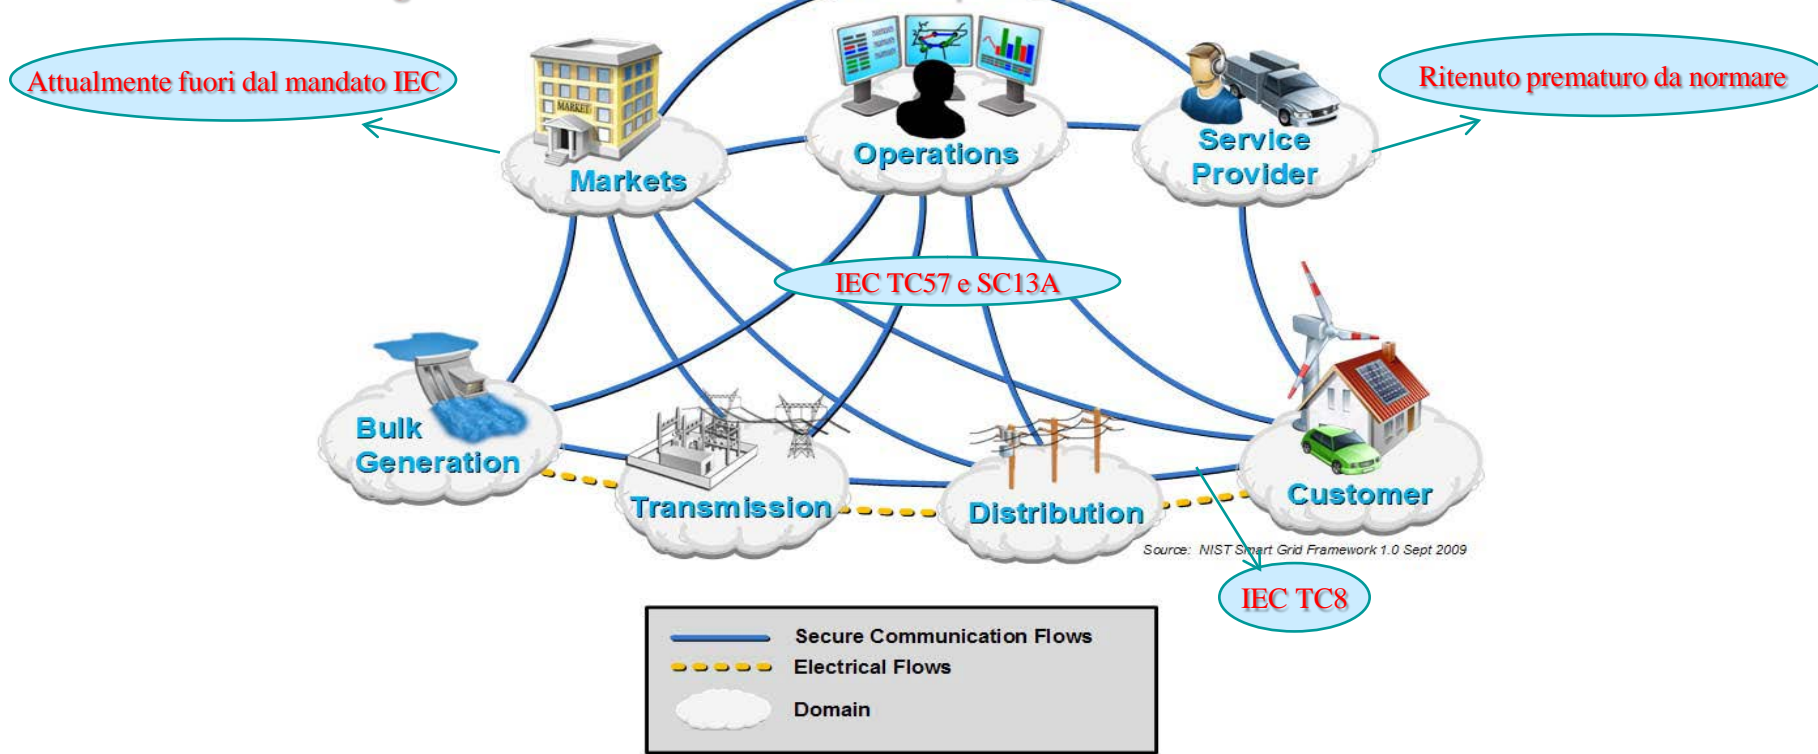 Attualmente fuori dal mandato IEC
MARKET
Markets
Operations
Service
Provider
Ritenuto prematuro da normare
IEC TC57 e SC13A
Bulk
Generation
Transmission
Distribution
Customer
Source: NIST Smart Grid Framework 1.0 Sept 2009
IEC TC8
Secure Communication Flows
Electrical Flows
Domain